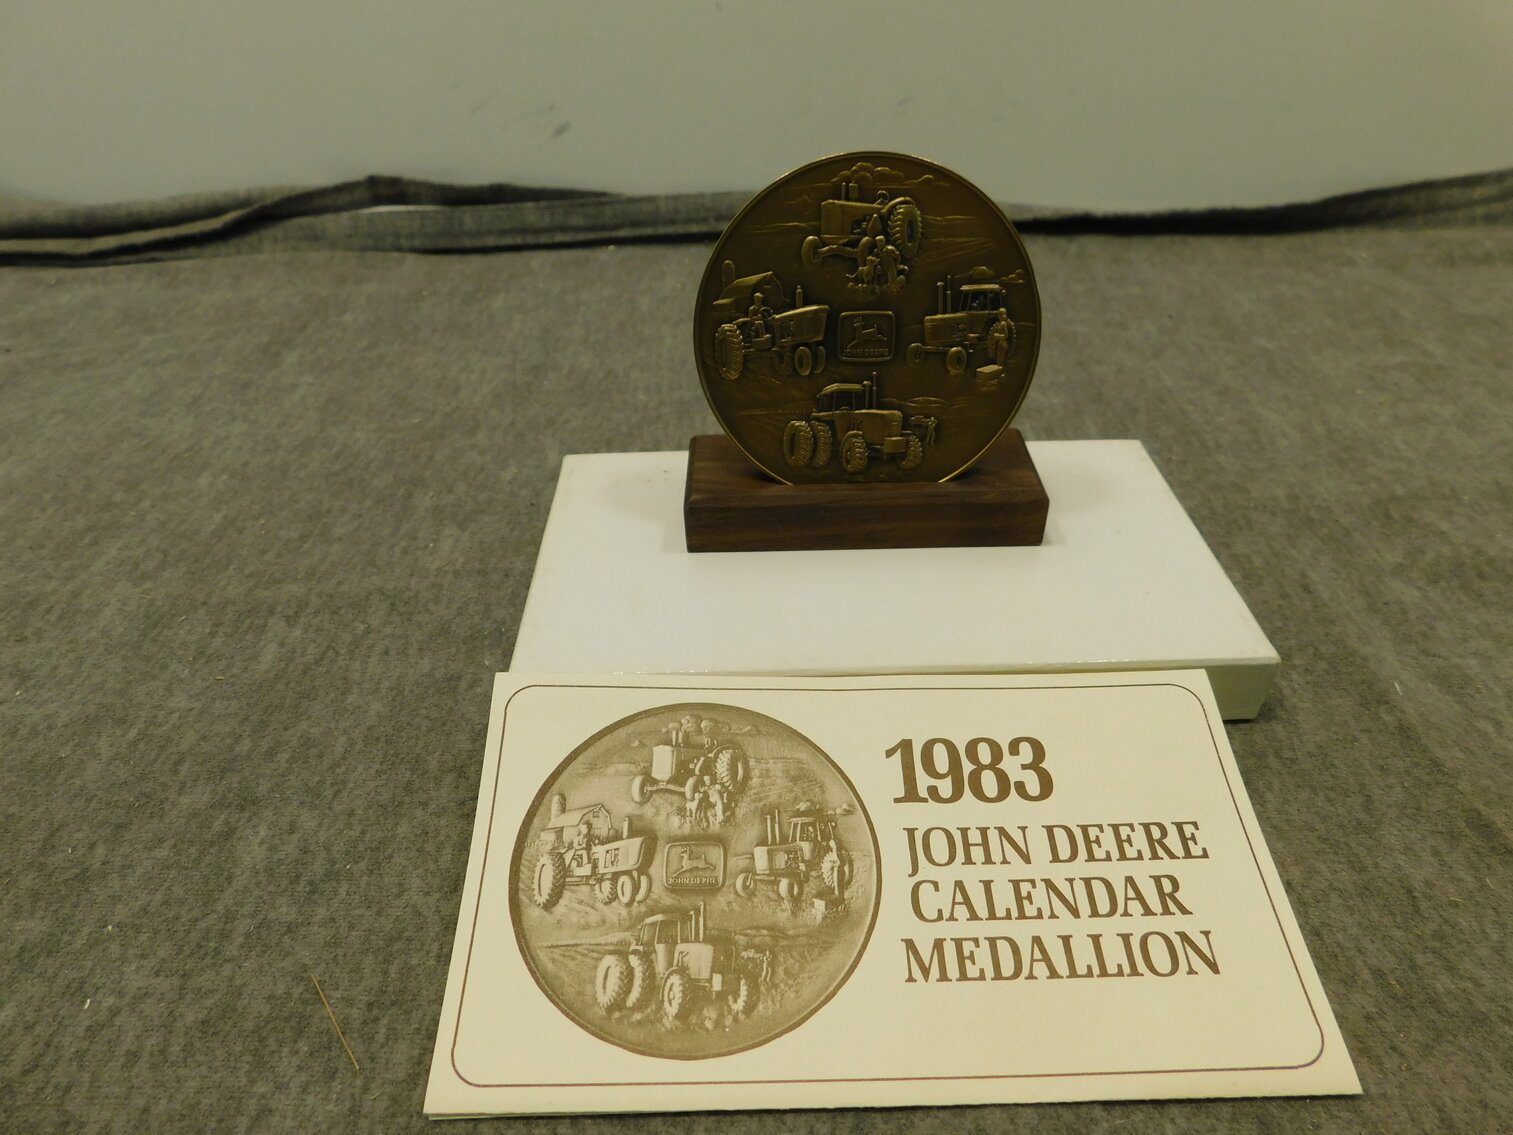 JOHN DEERE
JOHN DEERE
1983
JOHN DEERE
CALENDAR
MEDALLION